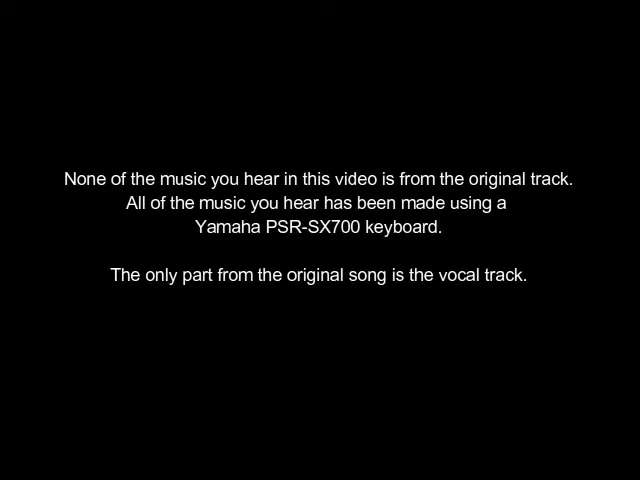 None of the music you hear in this video is from the original track.
All of the music you hear has been made using a
Yamaha PSR-SX700 keyboard.
The only part from the original song is the vocal track.